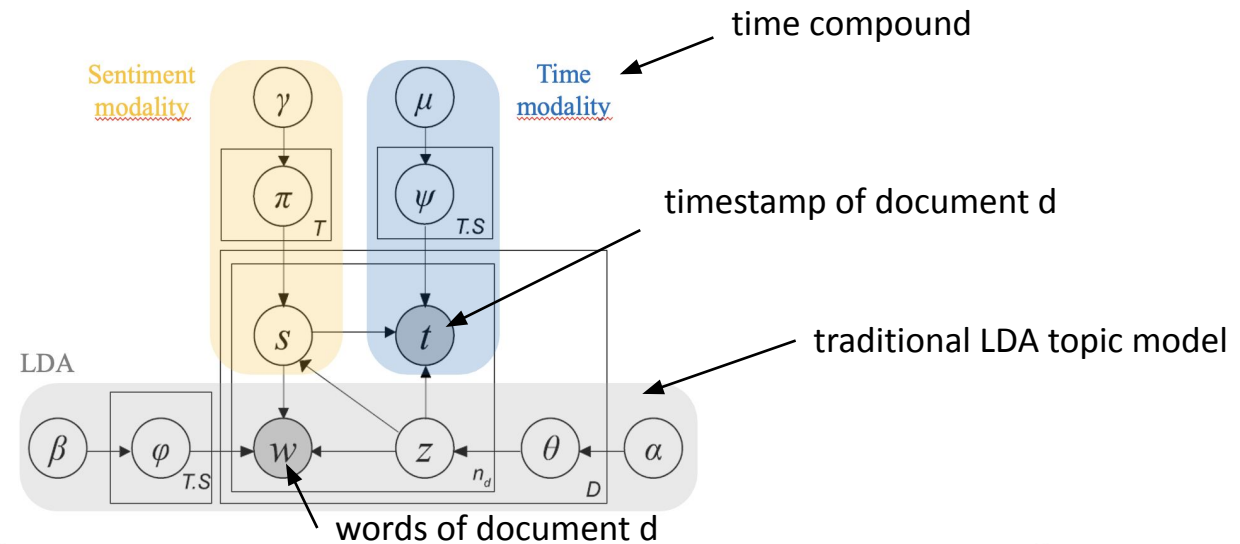 time compound
Sentiment
modality
Time
modality
γ
μ
π
T
ψ
T.S
timestamp of document d
s
t
traditional LDA topic model
LDA
β
φ
T.S
w
z
n_d
θ
D
α
words of document d